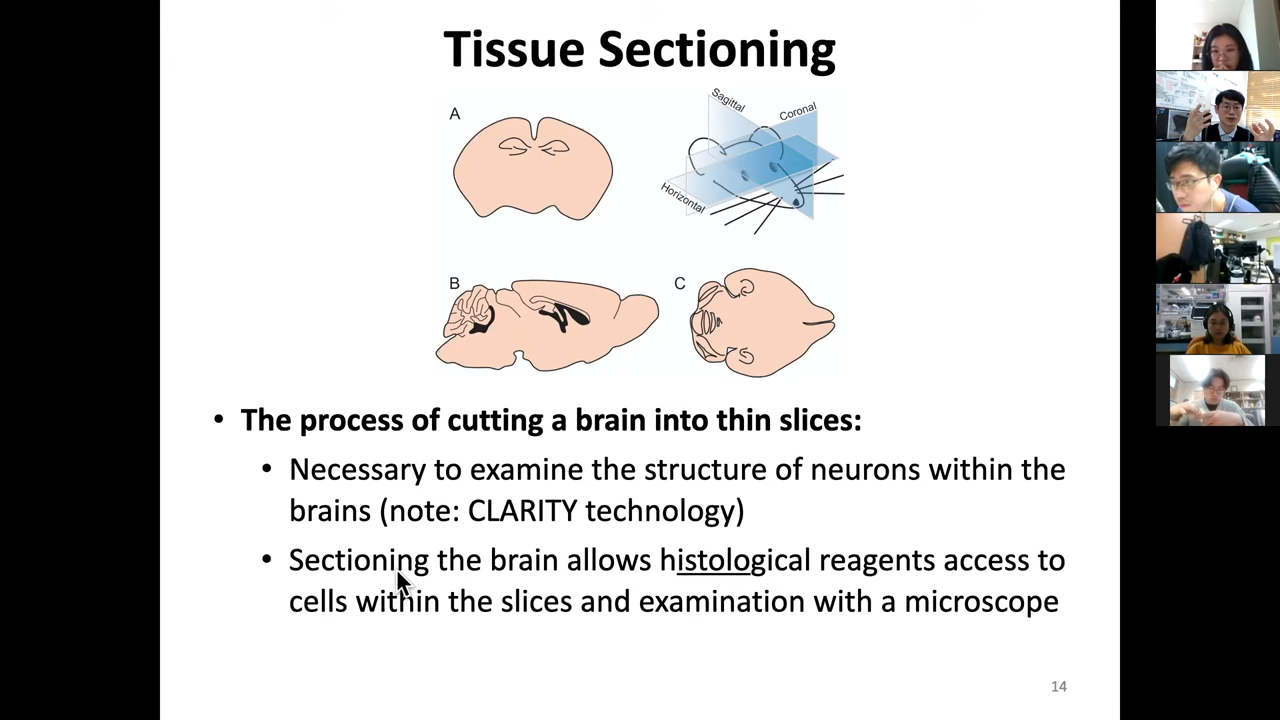 Tissue Sectioning
A
Sagittal
Coronal
Horizontal
B
C
• The process of cutting a brain into thin slices:
• Necessary to examine the structure of neurons within the
brains (note: CLARITY technology)
• Sectioning the brain allows histological reagents access to
cells within the slices and examination with a microscope
14